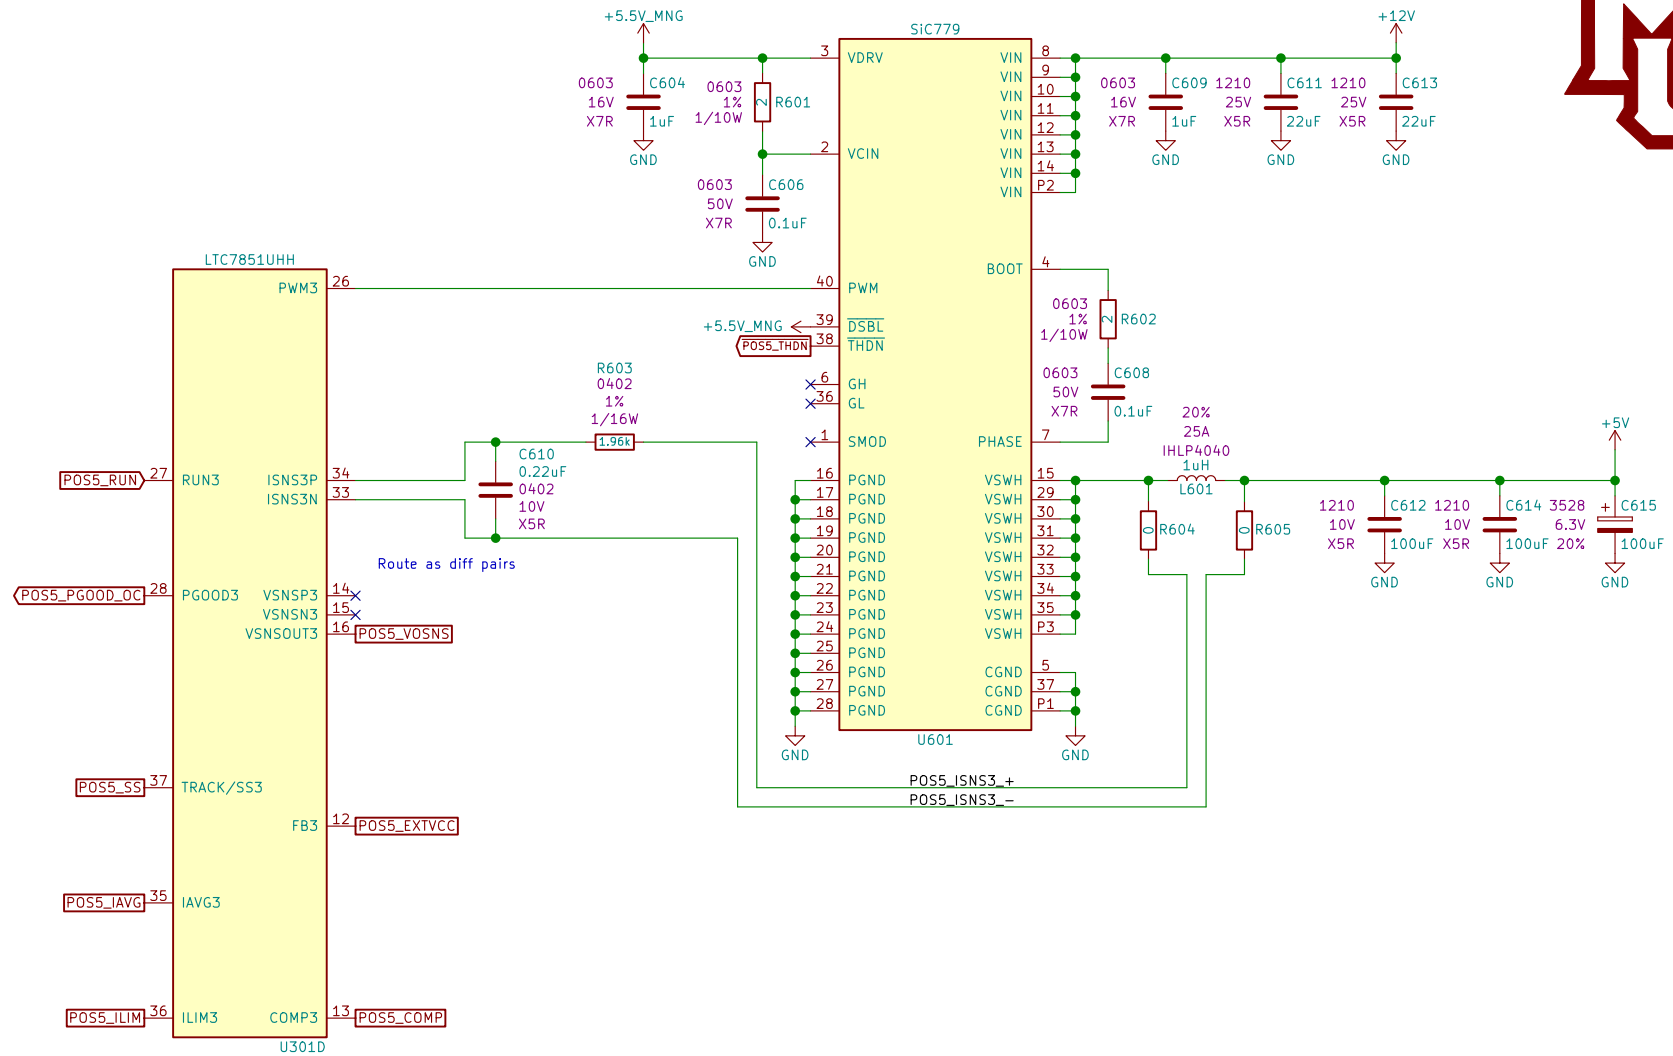 +5.5V_MNG
+12V
SiC779
3 VDRV
VIN 8
VIN 9
VIN 10
VIN 11
VIN 12
VIN 13
VIN 14
VIN P2
0603
16V
X7R
C604
1uF
GND
0603
1%
1/10W
2
R601
2 VCIN
0603
50V
X7R
C606
0.1uF
GND
0603
16V
X7R
C609
1uF
GND
1210
25V
X5R
C611
22uF
GND
1210
25V
X5R
C613
22uF
GND
LTC7851UHH
PWM3 26
40 PWM
+5.5V_MNG
39 DSBL
POS5_THDN
38 THDN
6 GH
36 GL
1 SMOD
BOOT 4
0603
1%
1/10W
2
R602
0603
50V
X7R
C608
0.1uF
PHASE 7
R603
0402
1%
1/16W
1.96k
C610
0.22uF
0402
10V
X5R
Route as diff pairs
POS5_RUN
27 RUN3
ISNS3P 34
ISNS3N 33
POS5_PGOOD_OC
28 PGOOD3
VSNSP3 14
VSNSN3 15
VSNSOUT3 16
POS5_VOSNS
16 PGND
17 PGND
18 PGND
19 PGND
20 PGND
21 PGND
22 PGND
23 PGND
24 PGND
25 PGND
26 PGND
27 PGND
28 PGND
GND
VSWH 15
VSWH 29
VSWH 30
VSWH 31
VSWH 32
VSWH 33
VSWH 34
VSWH 35
VSWH P3
CGND 5
CGND 37
CGND P1
GND
U601
20%
25A
IHLP4040
1uH
L601
0
R604
0
R605
+5V
1210
10V
X5R
C612
100uF
GND
1210
10V
X5R
C614
100uF
GND
3528
6.3V
20%
+
C615
100uF
GND
POS5_ISNS3_+
POS5_ISNS3_-
POS5_SS
37 TRACK/SS3
FB3 12
POS5_EXTVCC
POS5_IAVG
35 IAVG3
POS5_ILIM
36 ILIM3
COMP3 13
POS5_COMP
U301D